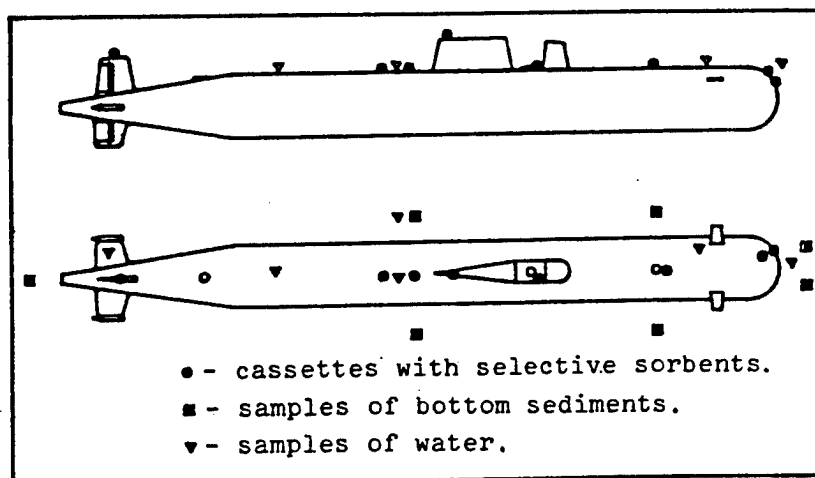 ● - cassettes with selective sorbents.
■ - samples of bottom sediments.
▼ - samples of water.